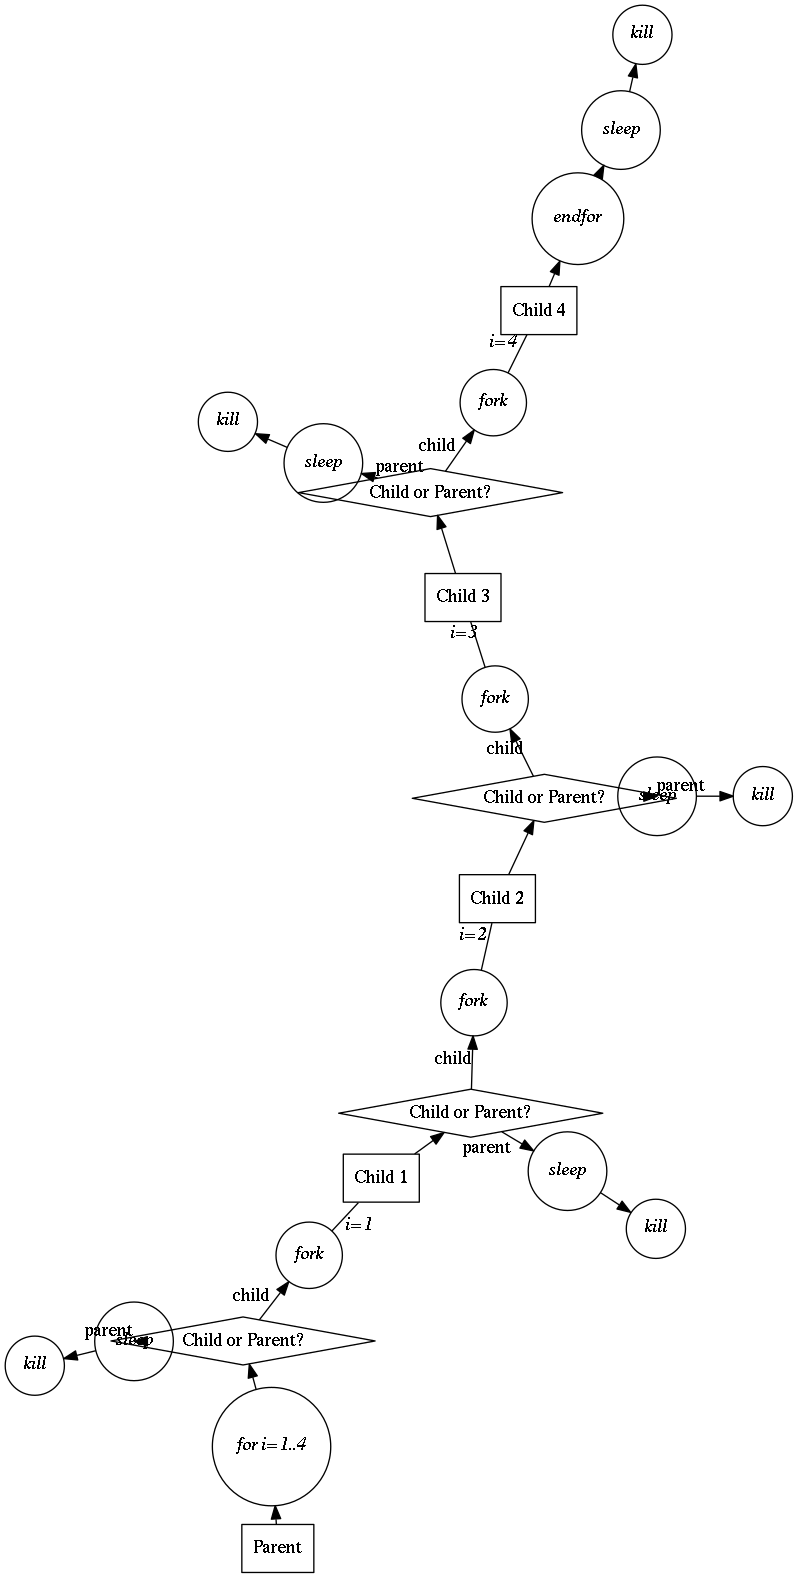 kill
sleep
endfor
Child 4
i=4
fork
kill
child
sleep
parent
Child or Parent?
Child 3
i=3
fork
child
parent
Child or Parent?
sleep
kill
Child 2
i=2
fork
child
Child or Parent?
parent
sleep
Child 1
i=1
kill
fork
child
parent
sleep
Child or Parent?
kill
for i=1..4
Parent